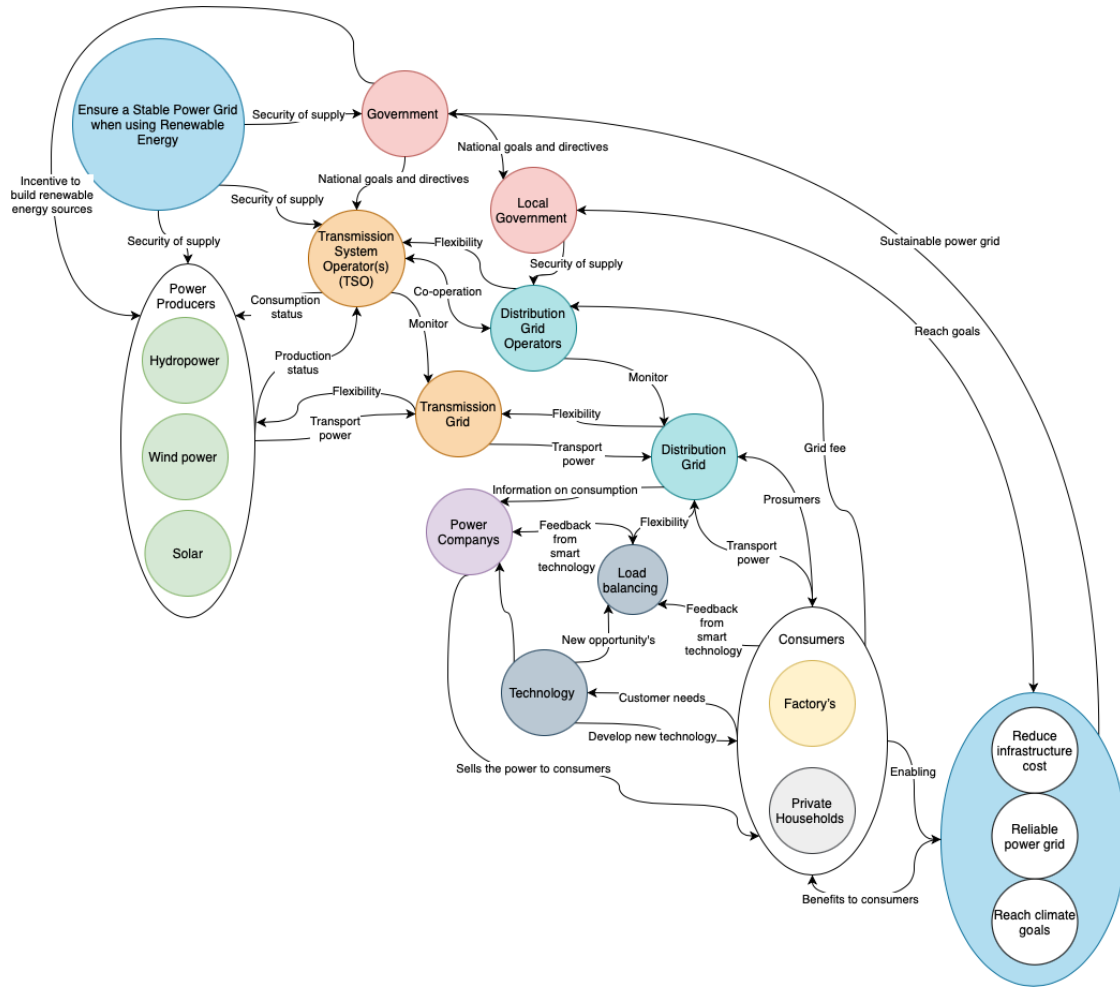 Ensure a Stable Power Grid
when using Renewable
Energy
Security of supply
Government
National goals and directives
Incentive to
build renewable
energy sources
National goals and directives
Security of supply
Local
Government
Security of supply
Transmission
System
Operator(s)
(TSO)
Flexibility
Sustainable power grid
Security of supply
Power
Producers
Consumption
status
Co-operation
Distribution
Grid
Operators
Hydropower
Production
status
Monitor
Reach goals
Monitor
Flexibility
Transport
power
Transmission
Grid
Flexibility
Transport
power
Distribution
Grid
Grid fee
Wind power
Information on consumption
Prosumers
Solar
Power
Companys
Feedback
from
smart
technology
Flexibility
Transport
power
Load
balancing
Feedback
from
smart
technology
New opportunity's
Consumers
Technology
Customer needs
Develop new technology
Factory's
Sells the power to consumers
Private
Households
Enabling
Benefits to consumers
Reduce
infrastructure
cost
Reliable
power grid
Reach climate
goals